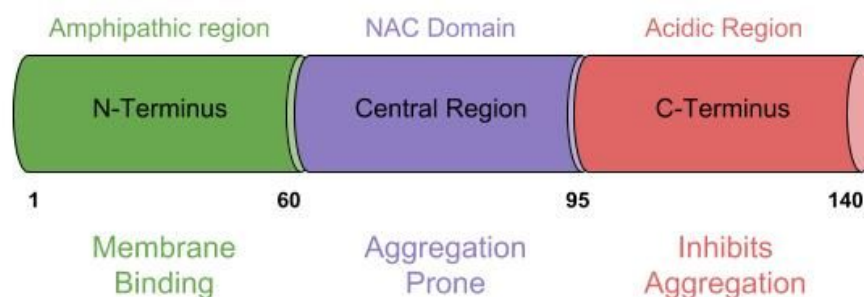 Amphipathic region NAC Domain Acidic Region
N-Terminus Central Region C-Terminus
1 60 95 140
Membrane Aggregation Inhibits
Binding Prone Aggregation